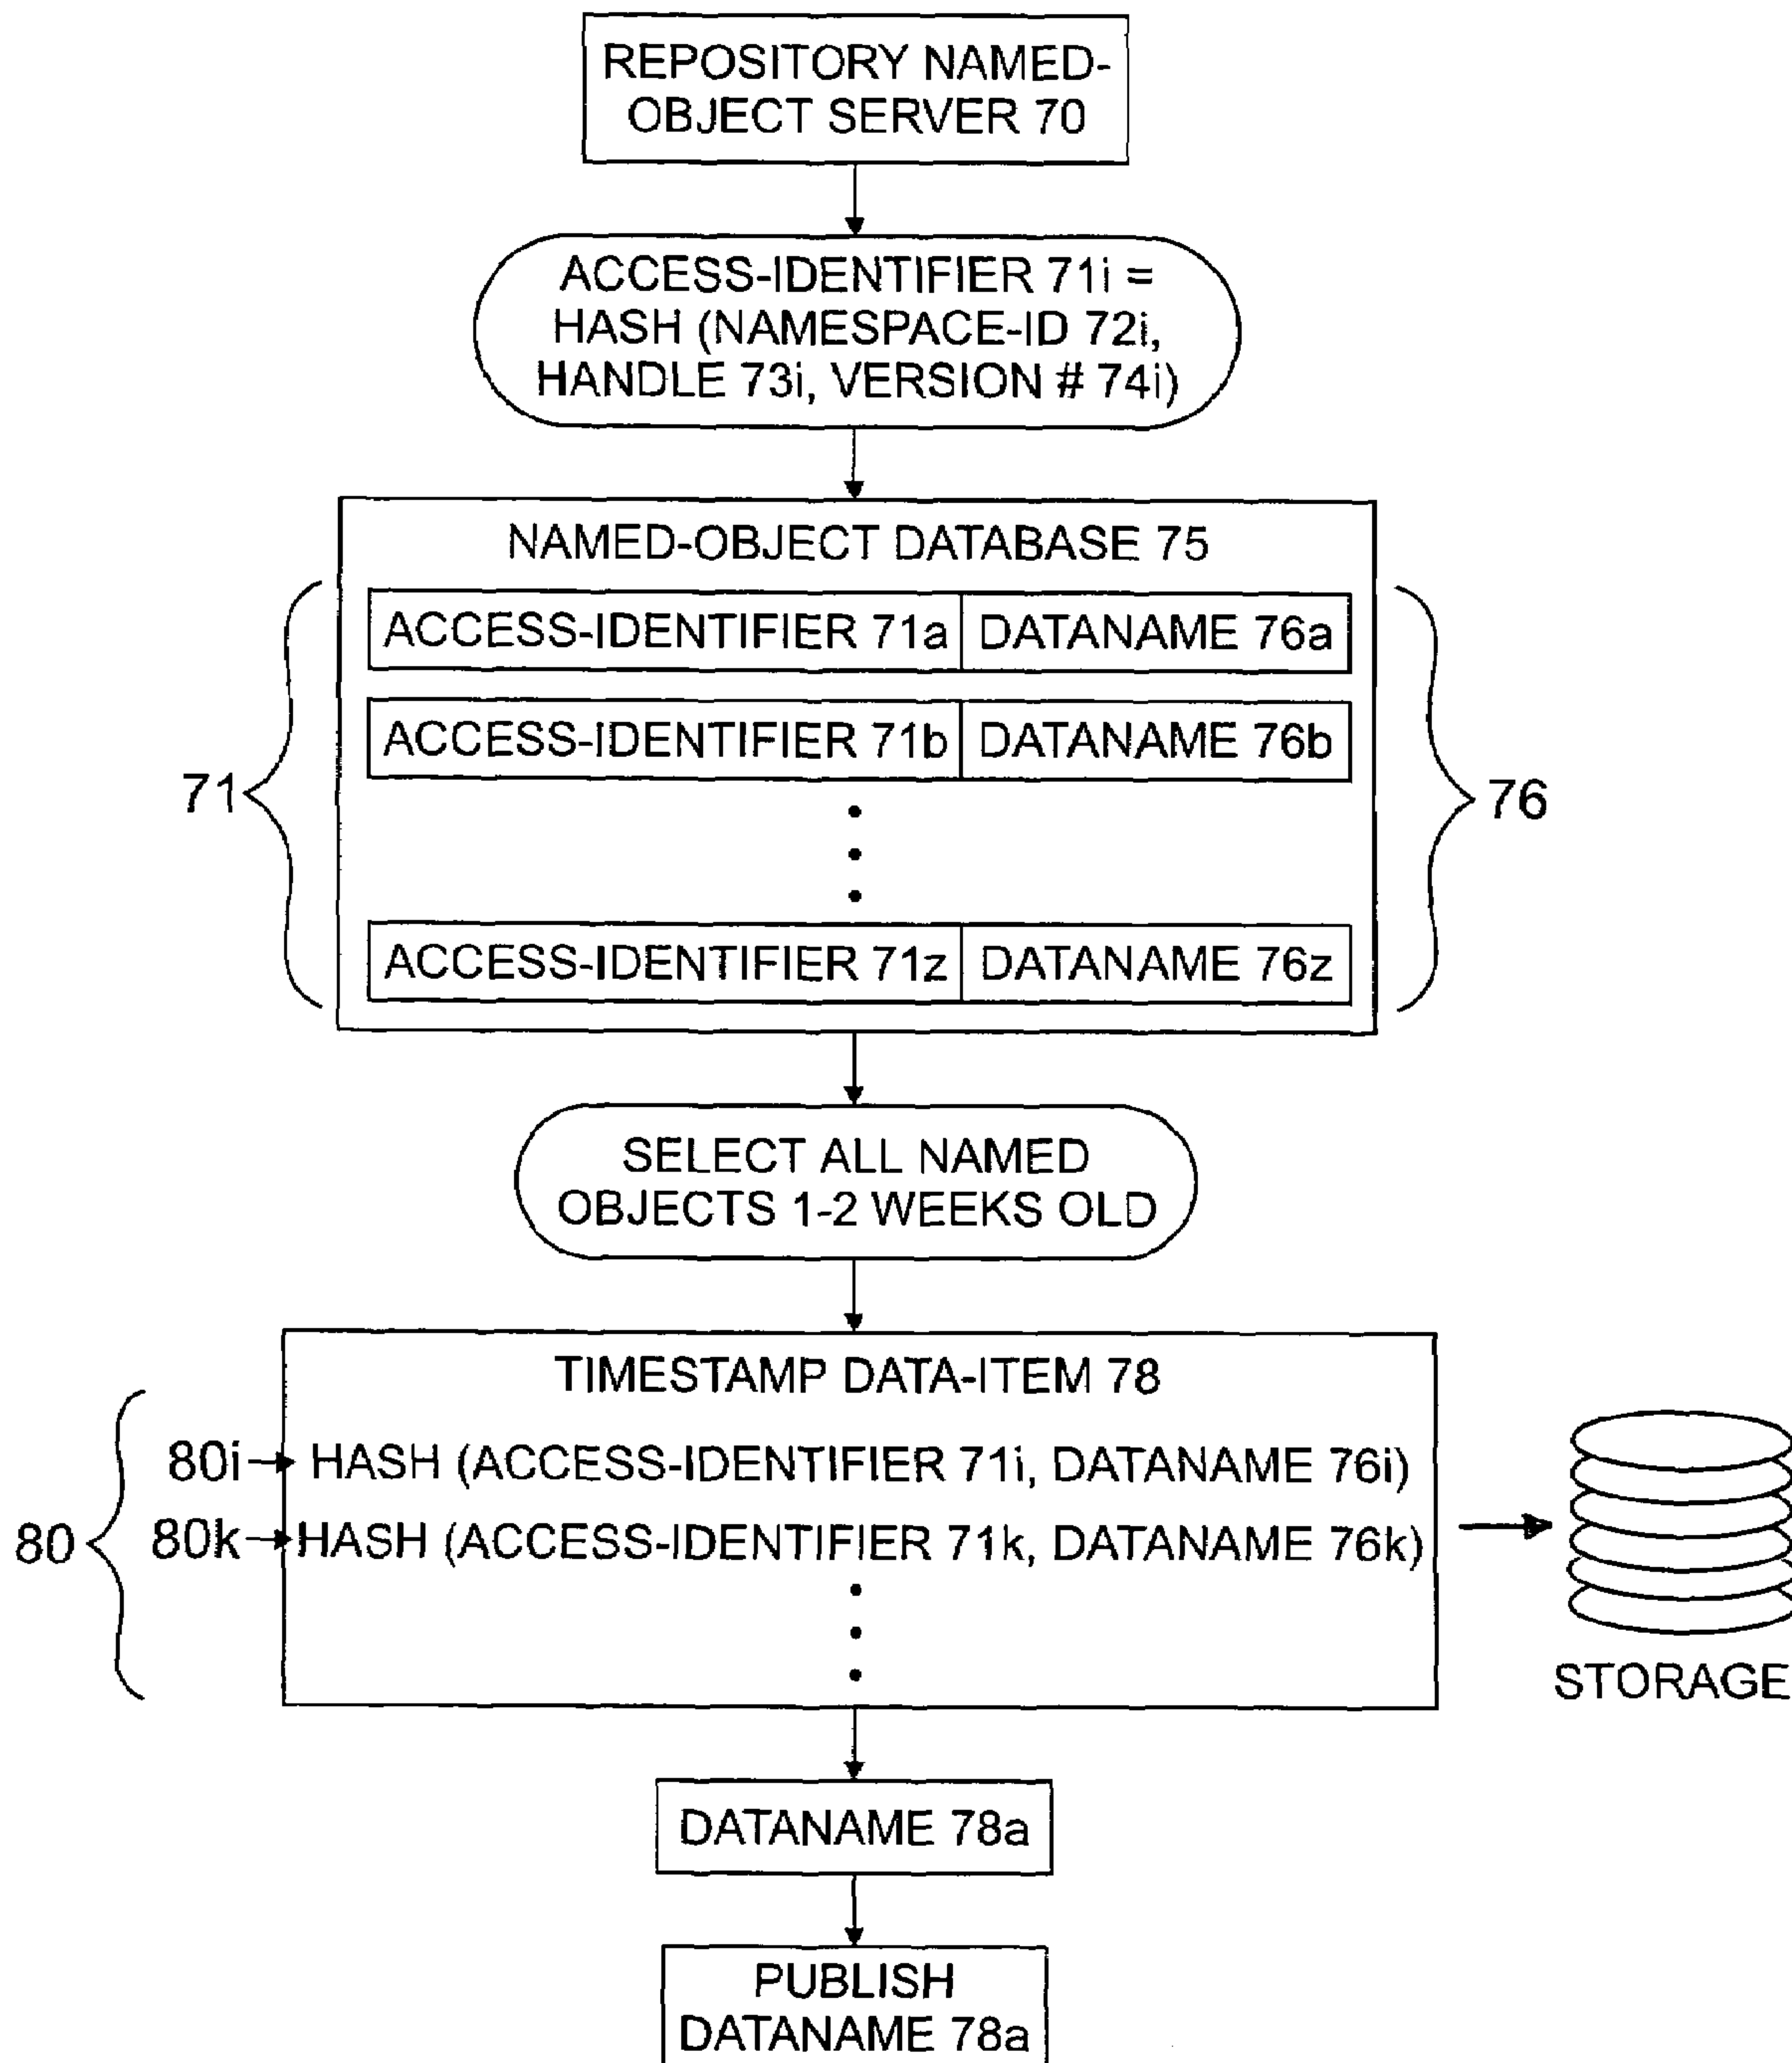 REPOSITORY NAMED-
OBJECT SERVER 70
ACCESS-IDENTIFIER 71i =
HASH (NAMESPACE-ID 72i,
HANDLE 73i, VERSION # 74i)
NAMED-OBJECT DATABASE 75
ACCESS-IDENTIFIER 71a DATANAME 76a
ACCESS-IDENTIFIER 71b DATANAME 76b
71
76
ACCESS-IDENTIFIER 71z DATANAME 76z
SELECT ALL NAMED
OBJECTS 1-2 WEEKS OLD
TIMESTAMP DATA-ITEM 78
80i HASH (ACCESS-IDENTIFIER 71i, DATANAME 76i)
80
80k HASH (ACCESS-IDENTIFIER 71k, DATANAME 76k)
STORAGE
DATANAME 78a
PUBLISH
DATANAME 78a